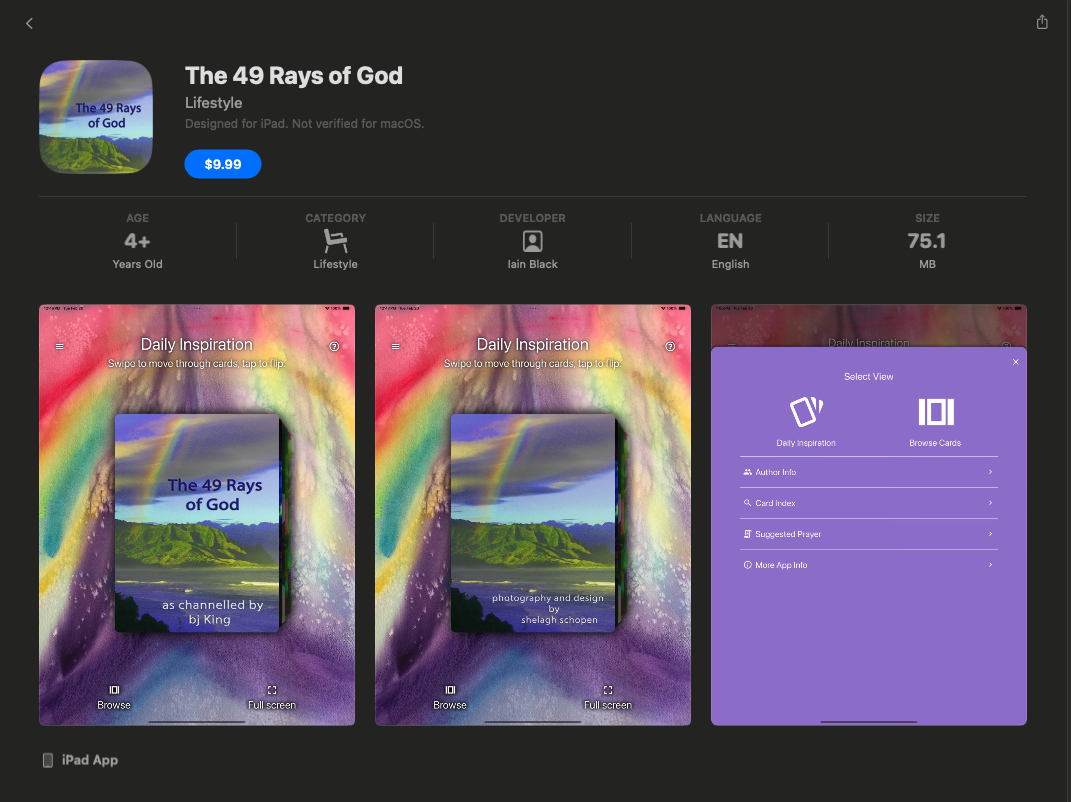 The 49 Rays of God
The 49 Rays
of God
Lifestyle
Designed for iPad. Not verified for macOS.
$9.99
AGE
4+
Years Old
CATEGORY
Lifestyle
DEVELOPER
Iain Black
LANGUAGE
EN
English
SIZE
75.1
MB
Daily Inspiration
Swipe to move through cards, tap to flip.
The 49 Rays
of God
as channelled by
bj King
Browse
Full screen
Daily Inspiration
Swipe to move through cards, tap to flip.
photography and design
by
shelagh schopen
Browse
Full screen
Daily Inspiration
Select View
Daily Inspiration
Browse Cards
Author Info
Card Index
Suggested Prayer
More App Info
iPad App